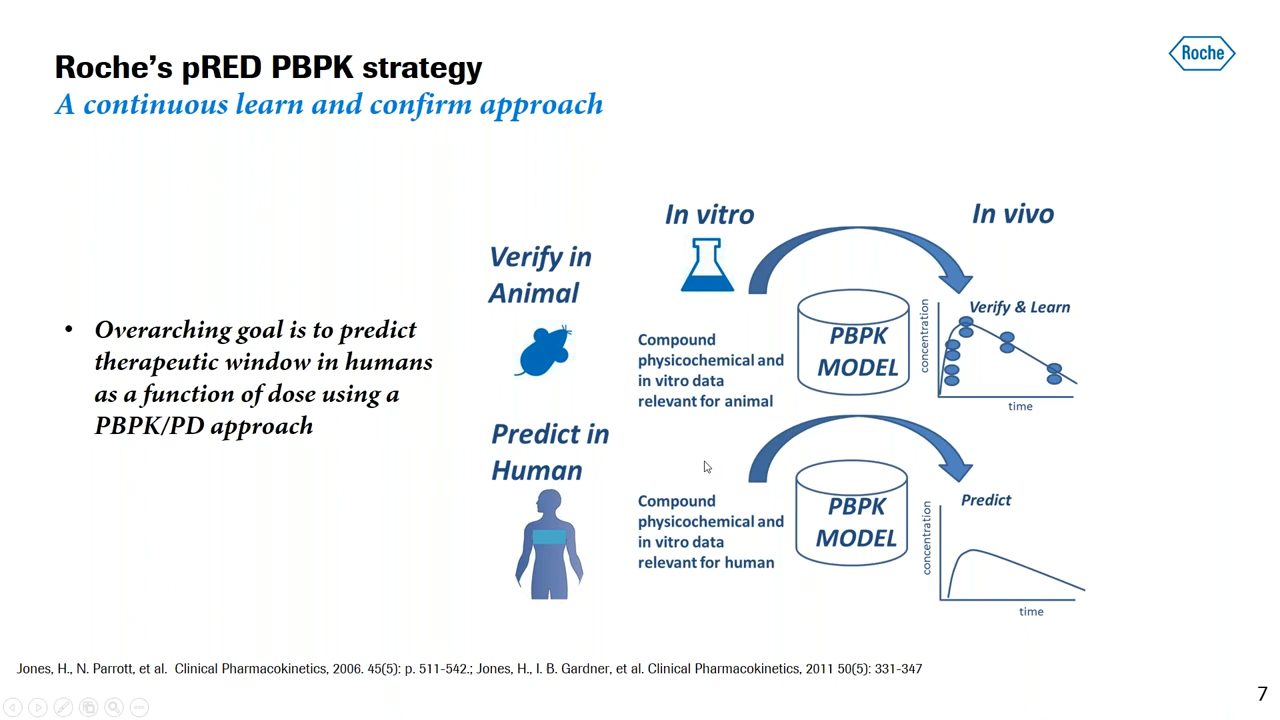 Roche's pRED PBPK strategy
A continuous learn and confirm approach
Roche
• Overarching goal is to predict
therapeutic window in humans
as a function of dose using a
PBPK/PD approach
In vitro
In vivo
Verify in
Animal
Compound
physicochemical and
in vitro data
relevant for animal
PBPK
MODEL
Verify & Learn
concentration
time
Predict in
Human
Compound
physicochemical and
in vitro data
relevant for human
PBPK
MODEL
Predict
concentration
time
Jones, H., N. Parrott, et al.  Clinical Pharmacokinetics, 2006. 45(5): p. 511-542.; Jones, H., I. B. Gardner, et al. Clinical Pharmacokinetics, 2011 50(5): 331-347
7